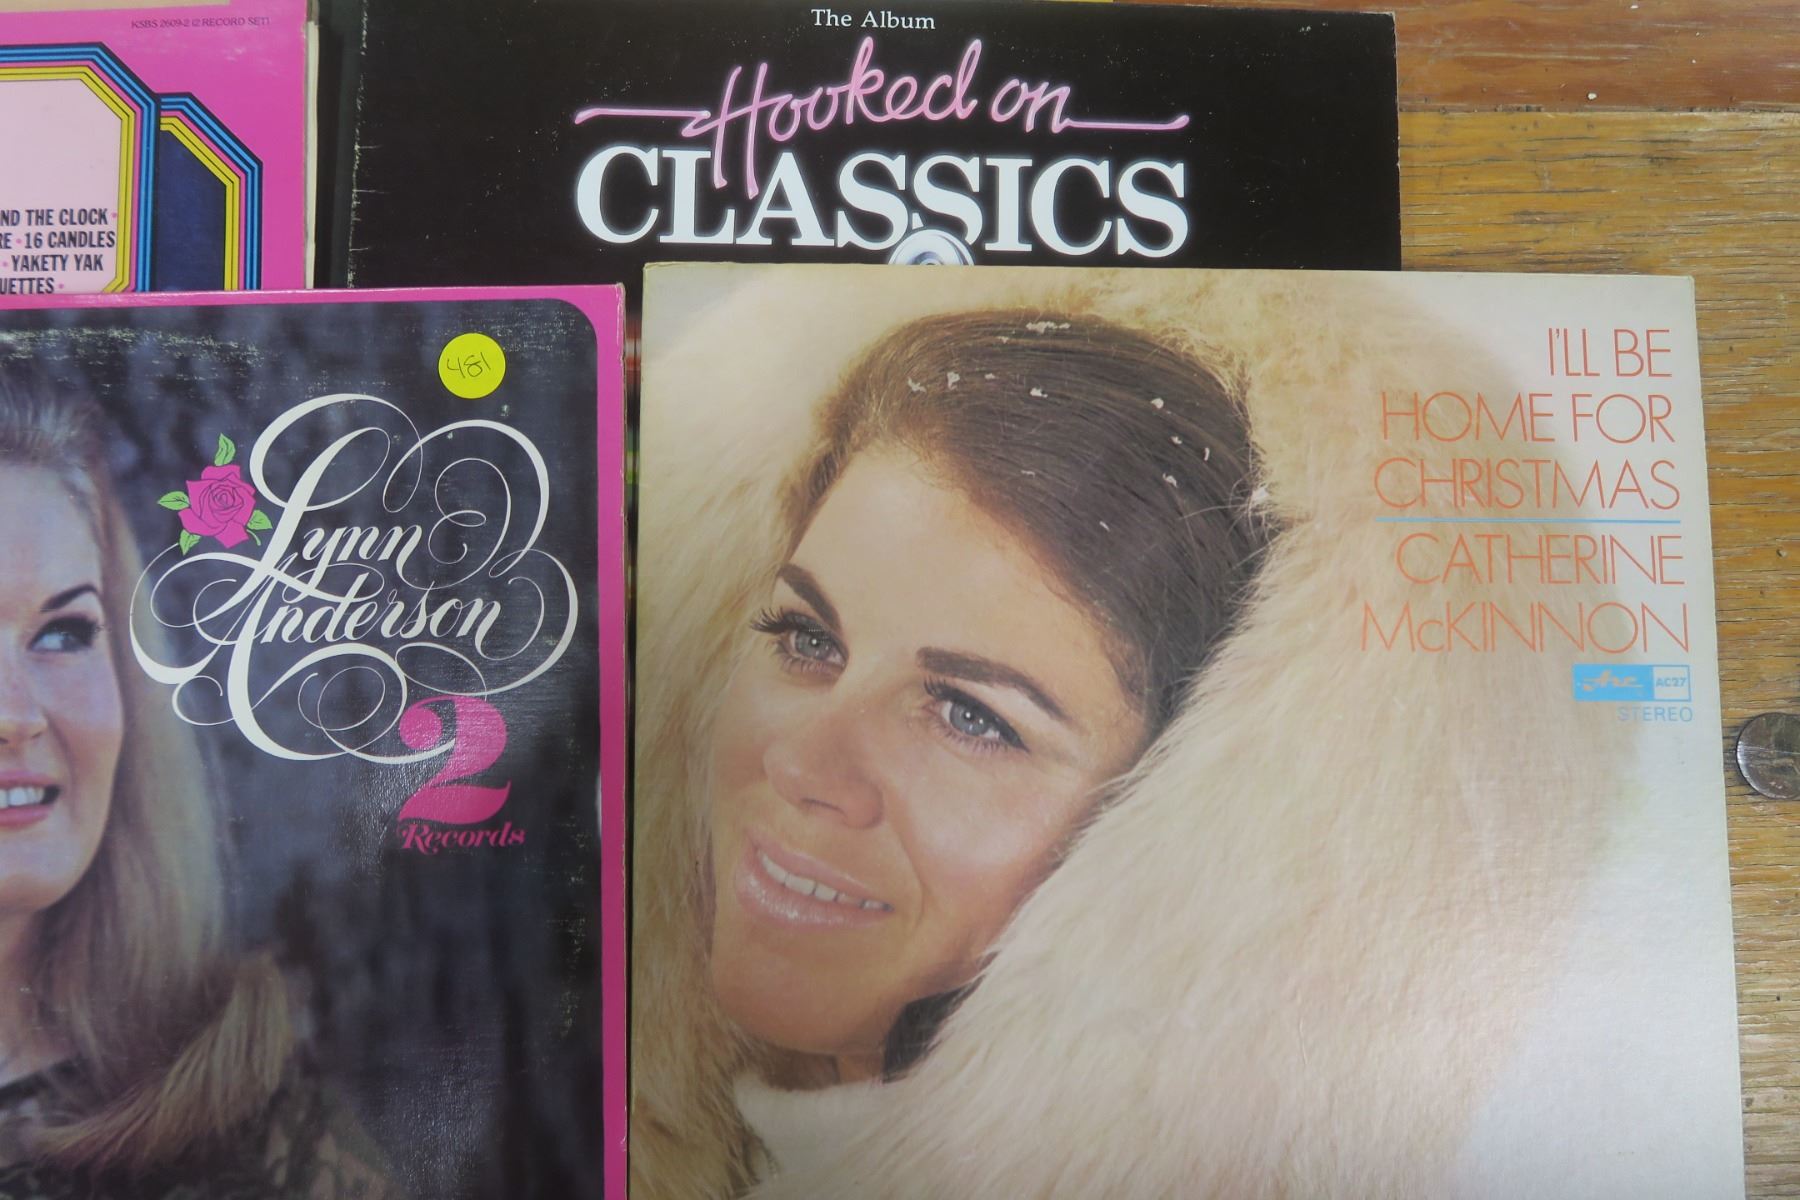 KSBS 2609-2 (2 RECORD SET)
ND THE CLOCK •
RE • 16 CANDLES
• YAKETY YAK
UETTES •
The Album
Hooked on
CLASSICS
481
Lynn
Anderson
2
Records
I'LL BE
HOME FOR
CHRISTMAS
CATHERINE
McKINNON
Arc AC27
STEREO